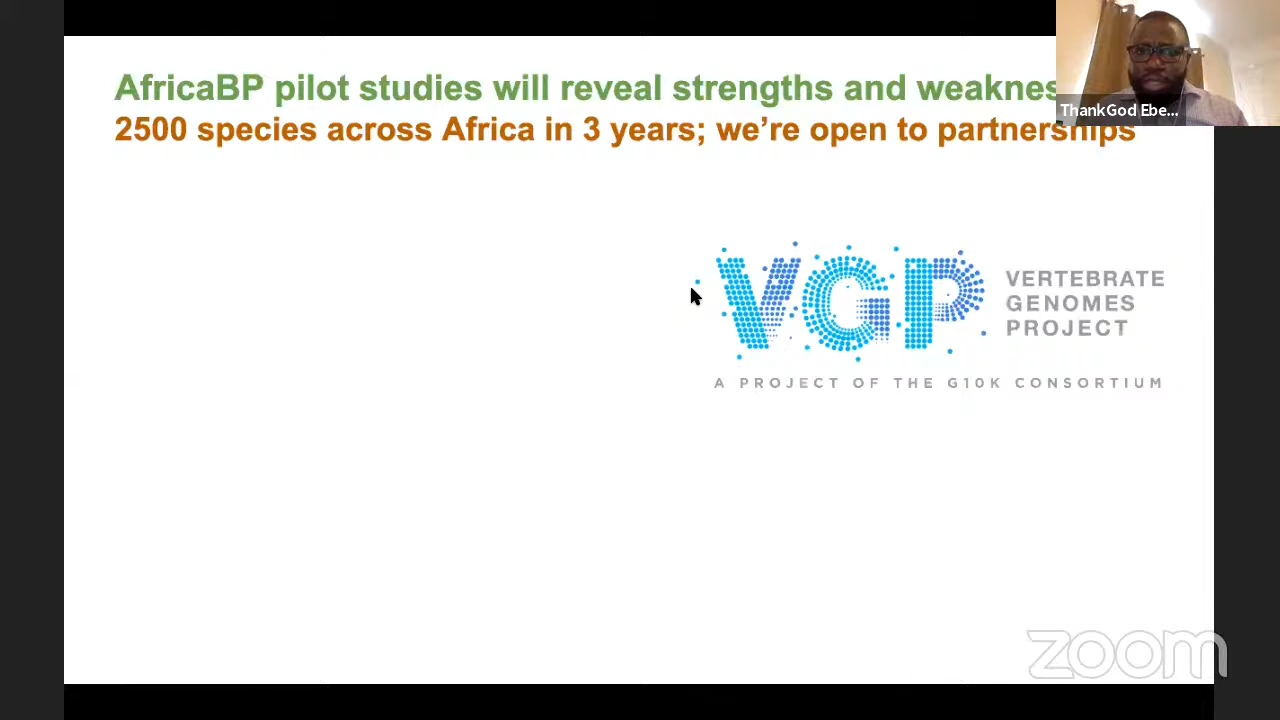 AfricaBP pilot studies will reveal strengths and
2500 species across Africa in 3 years; we're open to partnerships
ThankGod Ebe...
VGP
VERTEBRATE
GENOMES
PROJECT
A PROJECT OF THE G10K CONSORTIUM
zoom